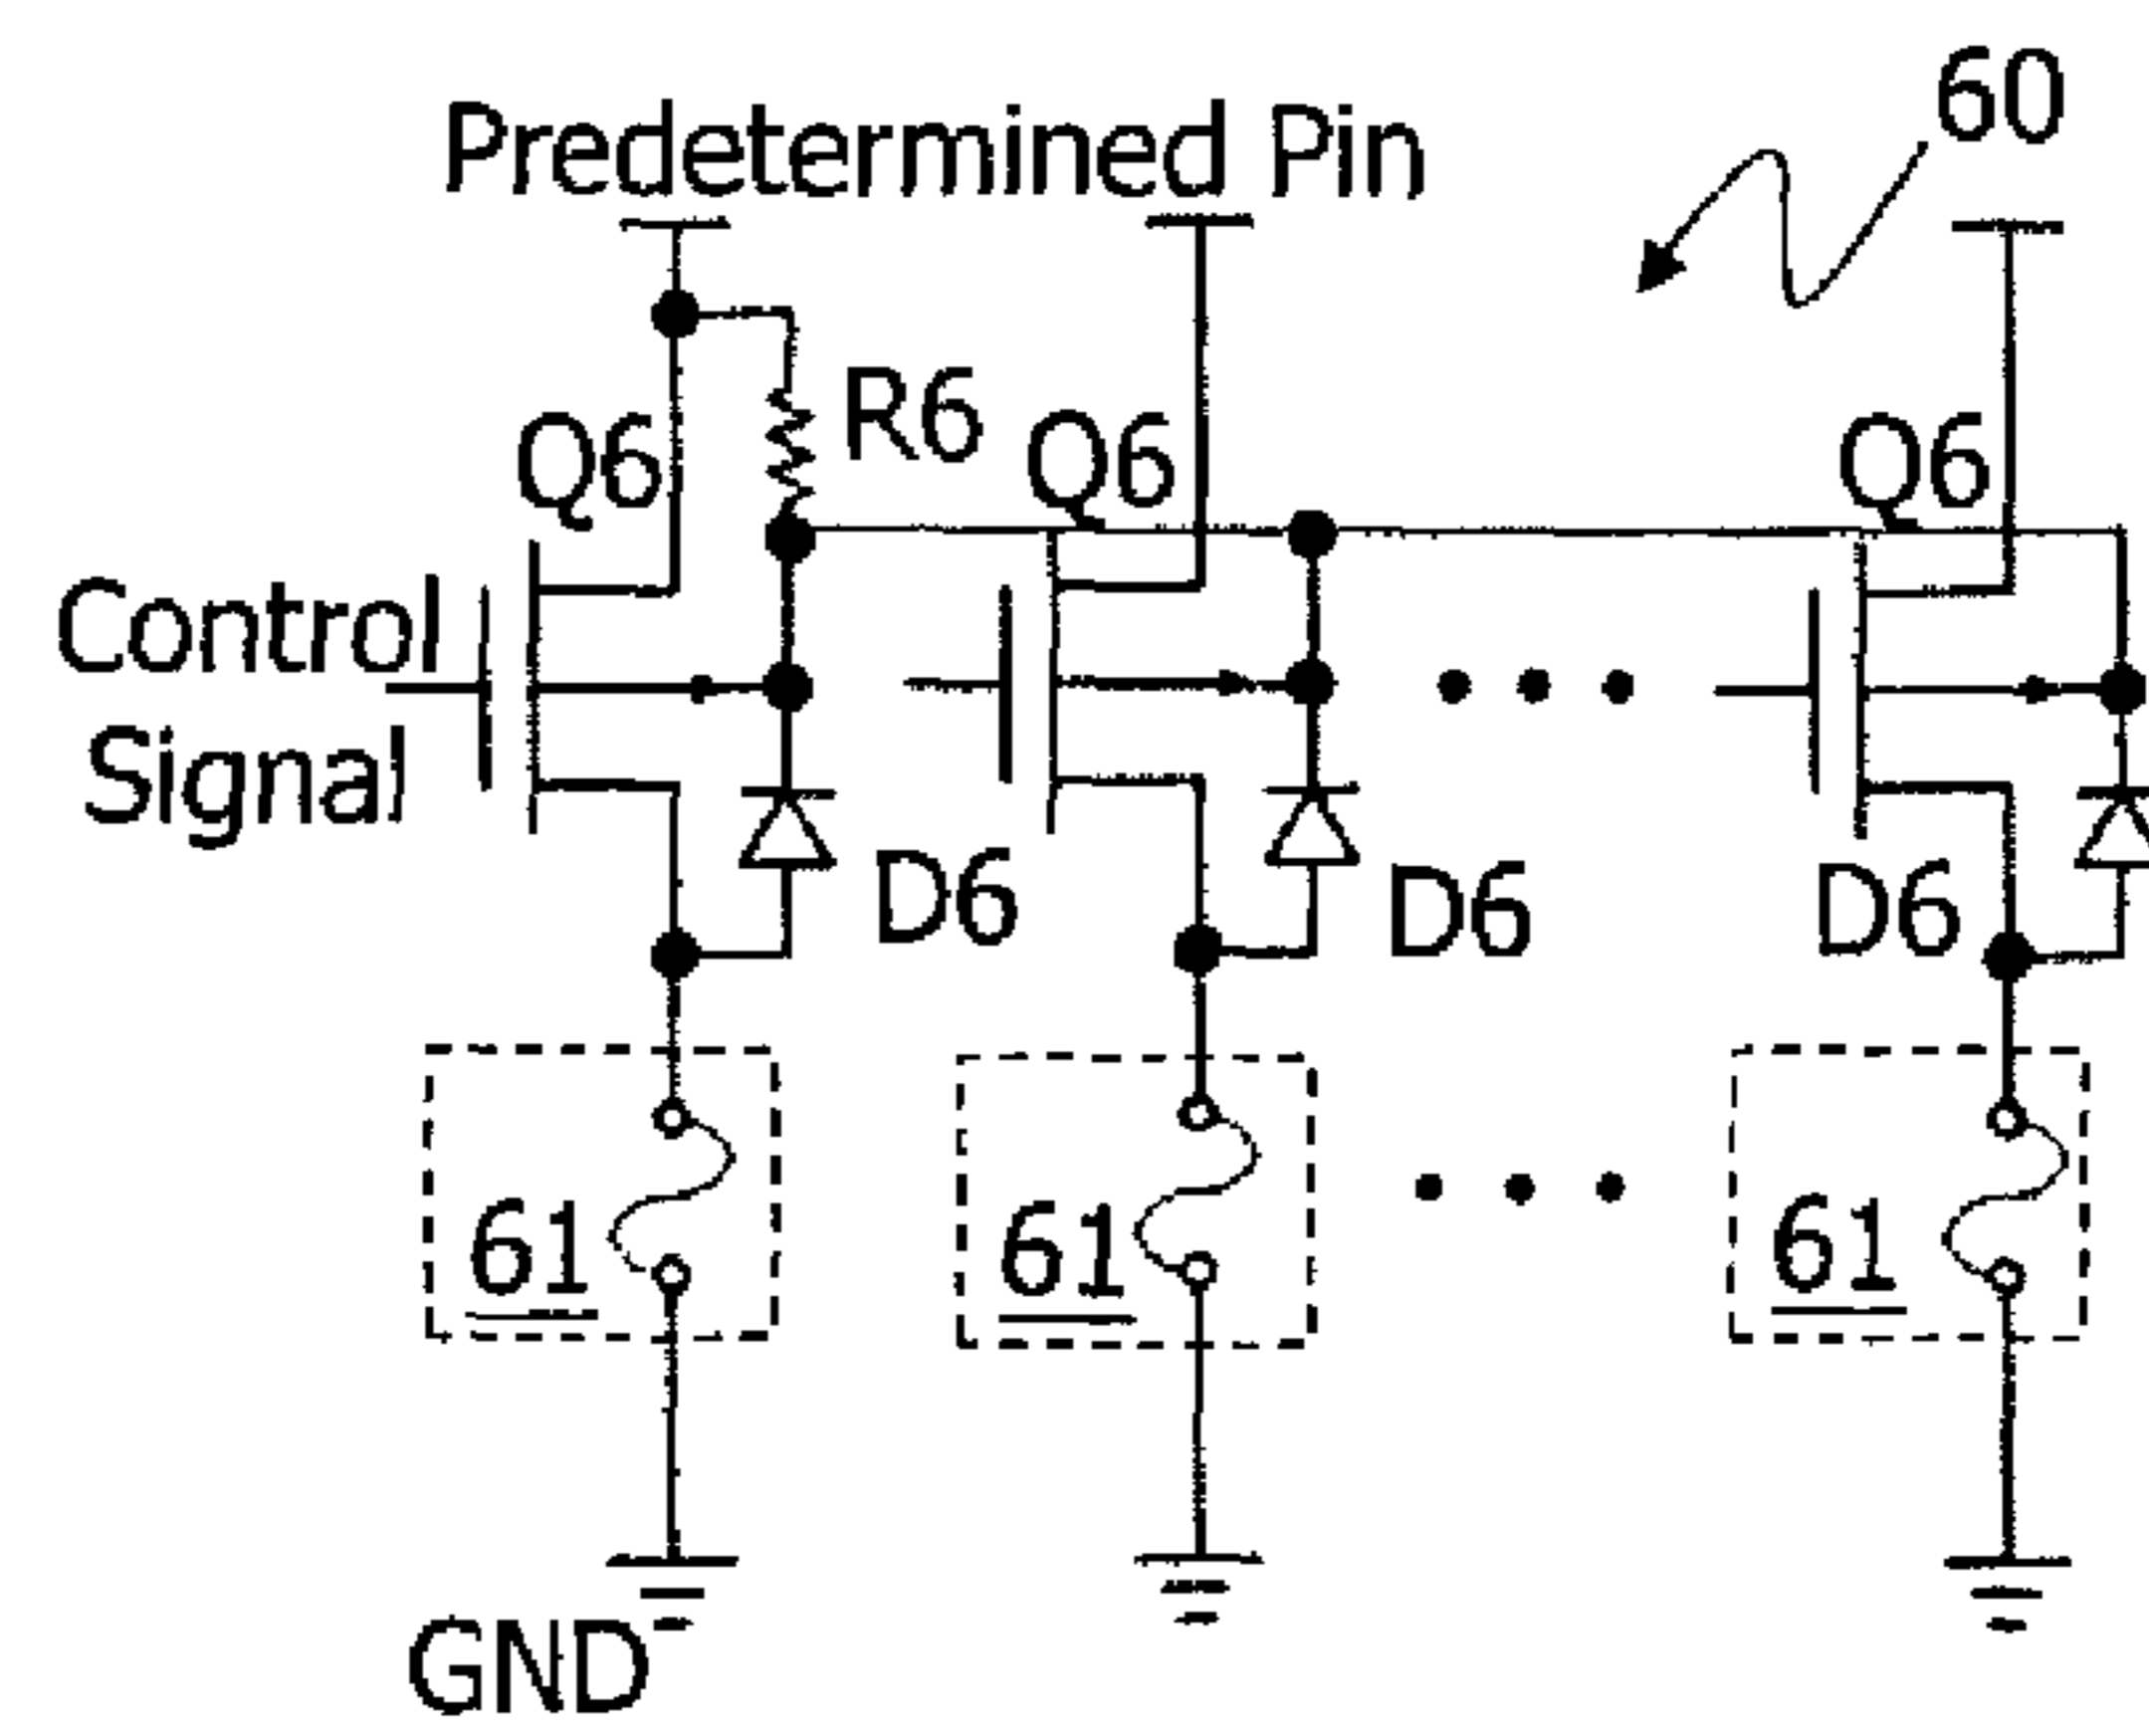 60
Predetermined Pin
R6
Q6
Q6
Q6
Control
Signal
D6
D6
D6
61
61
61
GND